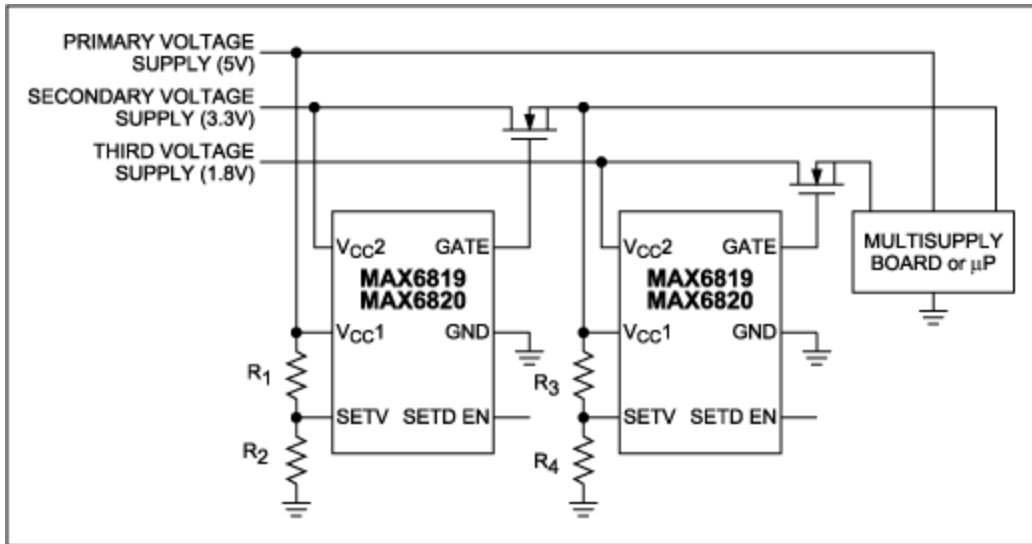 PRIMARY VOLTAGE
SUPPLY (5V)
SECONDARY VOLTAGE
SUPPLY (3.3V)
THIRD VOLTAGE
SUPPLY (1.8V)
VCC2
GATE
MAX6819
MAX6820
VCC1
GND
SETV
SETD EN
R1
R2
VCC2
GATE
MAX6819
MAX6820
VCC1
GND
SETV
SETD EN
R3
R4
MULTISUPPLY
BOARD or μP